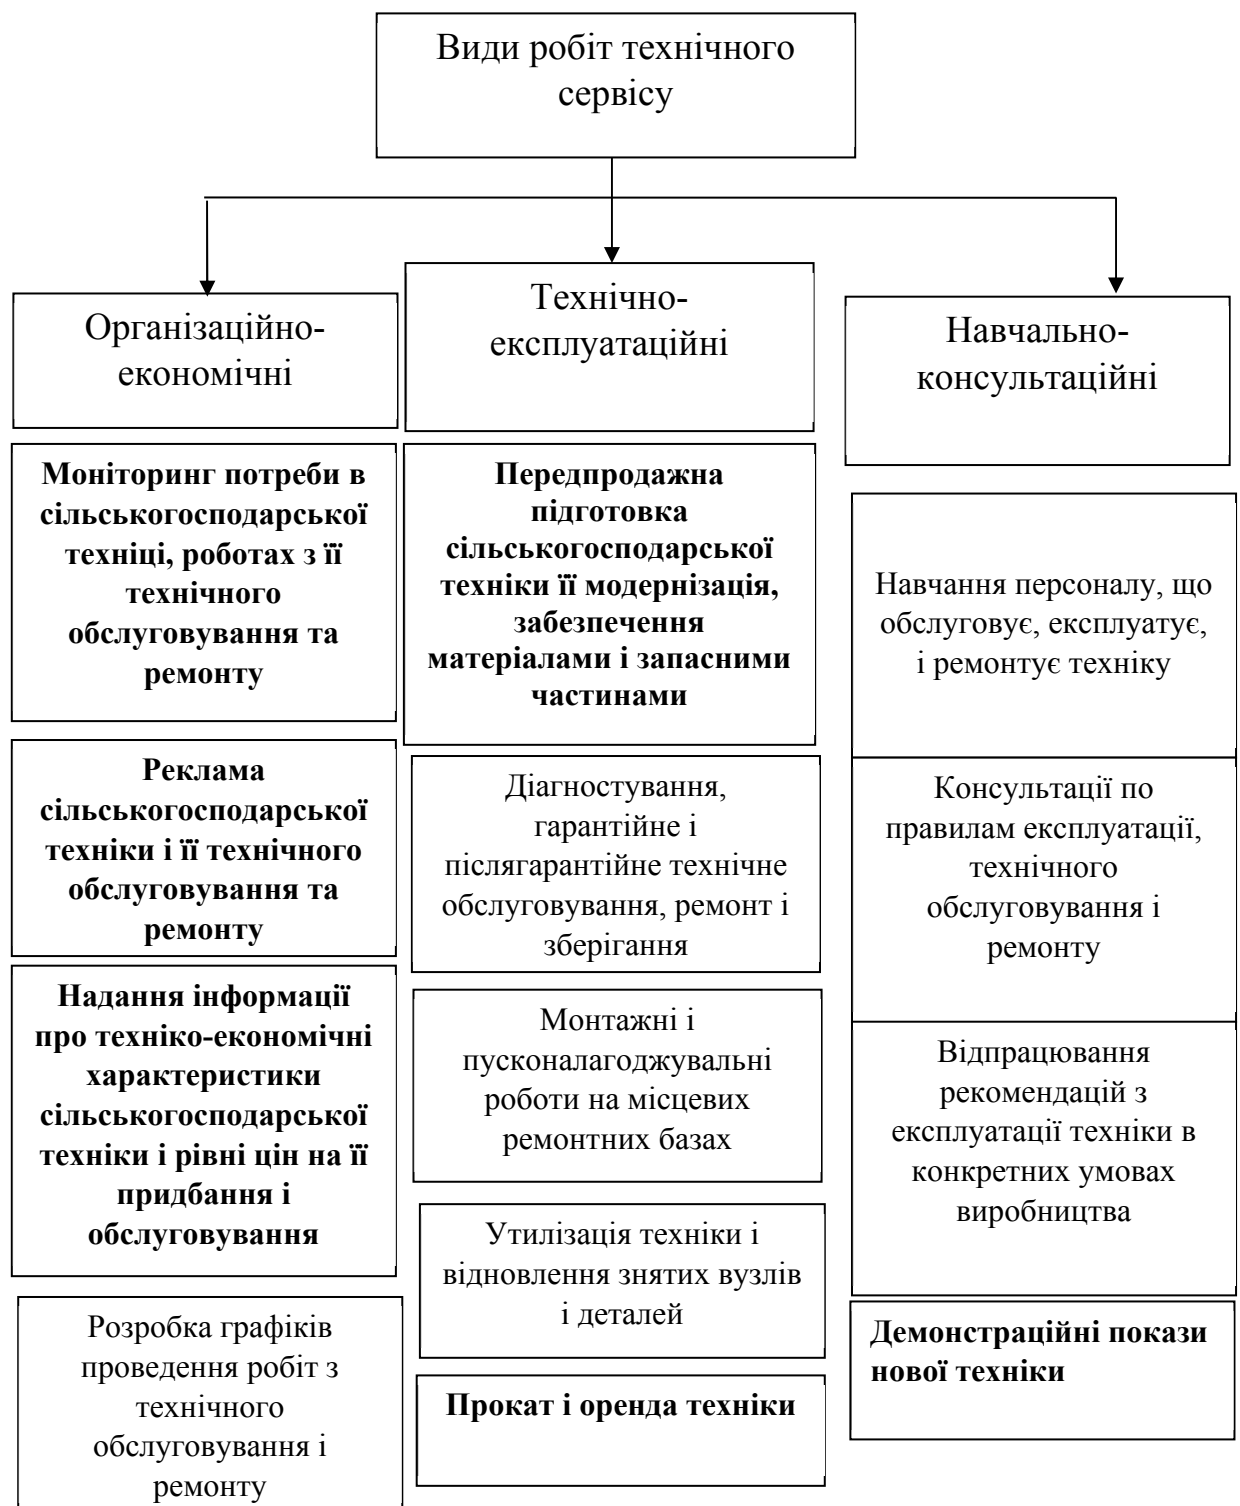 Види робіт технічного
сервісу
Організаційно-
економічні
Моніторинг потреби в
сільськогосподарської
техніці, роботах з її
технічного
обслуговування та
ремонту
Реклама
сільськогосподарської
техніки і її технічного
обслуговування та
ремонту
Надання інформації
про техніко-економічні
характеристики
сільськогосподарської
техніки і рівні цін на її
придбання і
обслуговування
Розробка графіків
проведення робіт з
технічного
обслуговування і
ремонту
Технічно-
експлуатаційні
Передпродажна
підготовка
сільськогосподарської
техніки її модернізація,
забезпечення
матеріалами і запасними
частинами
Діагностування,
гарантійне і
післягарантійне технічне
обслуговування, ремонт і
зберігання
Монтажні і
пусконалагоджувальні
роботи на місцевих
ремонтних базах
Утилізація техніки і
відновлення знятих вузлів
і деталей
Прокат і оренда техніки
Навчально-
консультаційні
Навчання персоналу, що
обслуговує, експлуатує,
і ремонтує техніку
Консультації по
правилам експлуатації,
технічного
обслуговування і
ремонту
Відпрацювання
рекомендацій з
експлуатації техніки в
конкретних умовах
виробництва
Демонстраційні покази
нової техніки